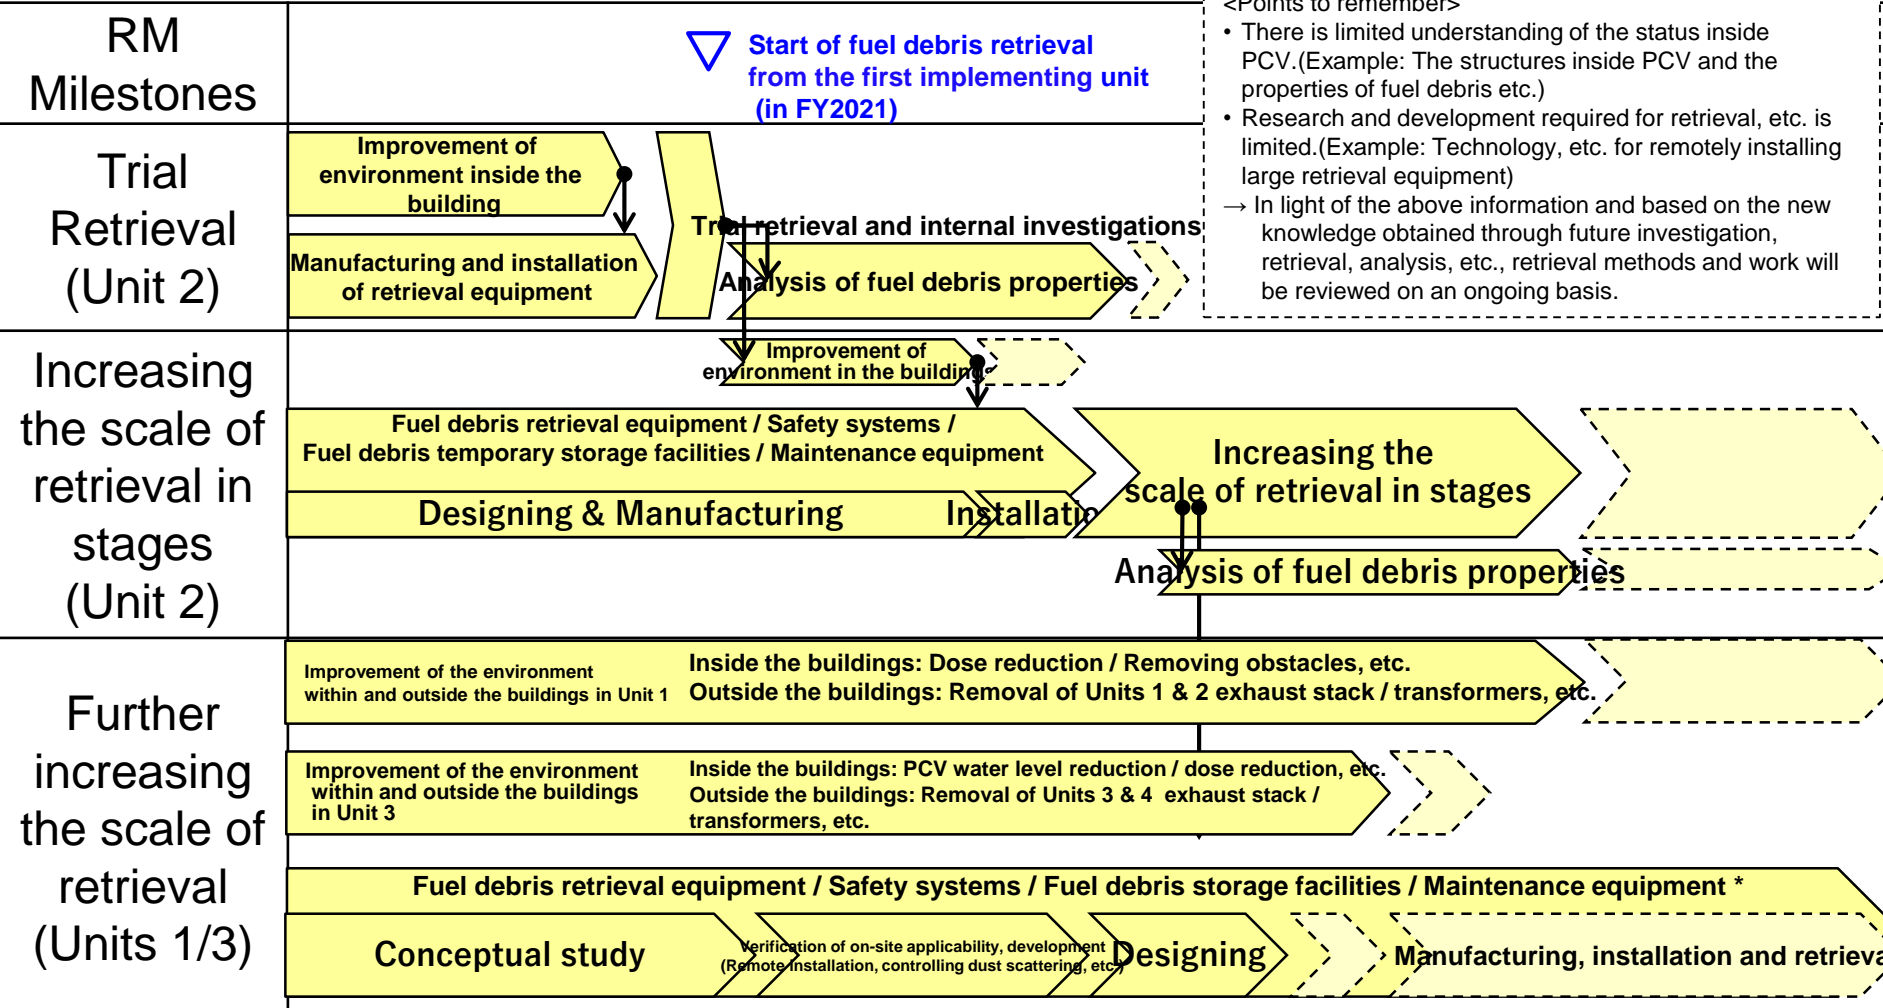 RM
Milestones
Start of fuel debris retrieval
from the first implementing unit
(in FY2021)
<Points to remember>
• There is limited understanding of the status inside
PCV.(Example: The structures inside PCV and the
properties of fuel debris etc.)
• Research and development required for retrieval, etc. is
limited.(Example: Technology, etc. for remotely installing
large retrieval equipment)
→ In light of the above information and based on the new
knowledge obtained through future investigation,
retrieval, analysis, etc., retrieval methods and work will
be reviewed on an ongoing basis.
Trial
Retrieval
(Unit 2)
Improvement of
environment inside the
building
Manufacturing and installation
of retrieval equipment
Trial retrieval and internal investigations
Analysis of fuel debris properties
Increasing
the scale of
retrieval in
stages
(Unit 2)
Improvement of
environment in the buildings
Fuel debris retrieval equipment / Safety systems /
Fuel debris temporary storage facilities / Maintenance equipment
Designing & Manufacturing
Installatio
Increasing the
scale of retrieval in stages
Analysis of fuel debris properties
Further
increasing
the scale of
retrieval
(Units 1/3)
Improvement of the environment
within and outside the buildings in Unit 1
Inside the buildings: Dose reduction / Removing obstacles, etc.
Outside the buildings: Removal of Units 1 & 2 exhaust stack / transformers, etc.
Improvement of the environment
within and outside the buildings
in Unit 3
Inside the buildings: PCV water level reduction / dose reduction, etc.
Outside the buildings: Removal of Units 3 & 4 exhaust stack /
transformers, etc.
Fuel debris retrieval equipment / Safety systems / Fuel debris storage facilities / Maintenance equipment *
Conceptual study
Verification of on-site applicability, development
(Remote installation, controlling dust scattering, etc.)
Designing
Manufacturing, installation and retrieva